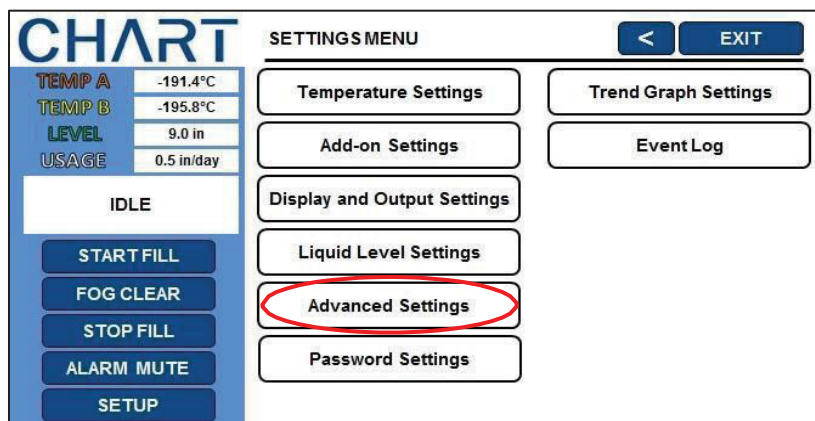 CHART
SETTINGS MENU
<
EXIT
TEMP A
-191.4°C
TEMP B
-195.8°C
LEVEL
9.0 in
USAGE
0.5 in/day
IDLE
START FILL
FOG CLEAR
STOP FILL
ALARM MUTE
SETUP
Temperature Settings
Add-on Settings
Display and Output Settings
Liquid Level Settings
Advanced Settings
Password Settings
Trend Graph Settings
Event Log